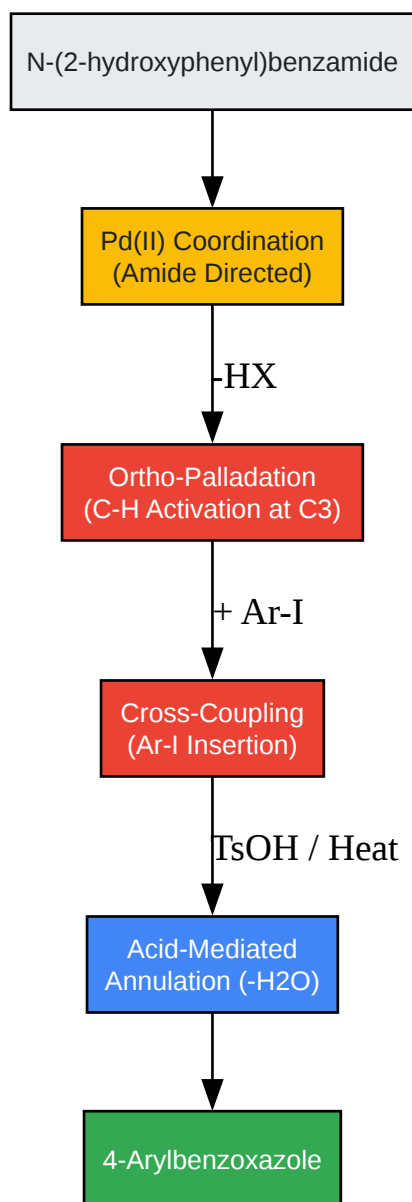 N-(2-hydroxyphenyl)benzamide
Pd(II) Coordination
(Amide Directed)
-HX
Ortho-Palladation
(C-H Activation at C3)
+ Ar-I
Cross-Coupling
(Ar-I Insertion)
TsOH / Heat
Acid-Mediated
Annulation (-H2O)
4-Arylbenzoxazole